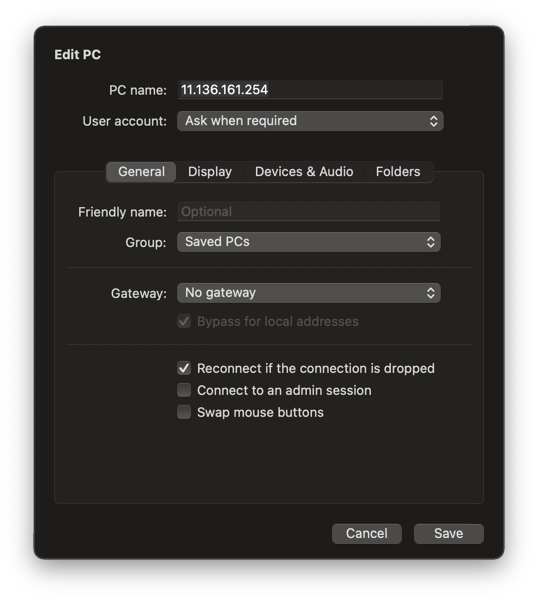 Edit PC
PC name: 11.136.161.254
User account: Ask when required
General Display Devices & Audio Folders
Friendly name: Optional
Group: Saved PCs
Gateway: No gateway
Bypass for local addresses
Reconnect if the connection is dropped
Connect to an admin session
Swap mouse buttons
Cancel Save